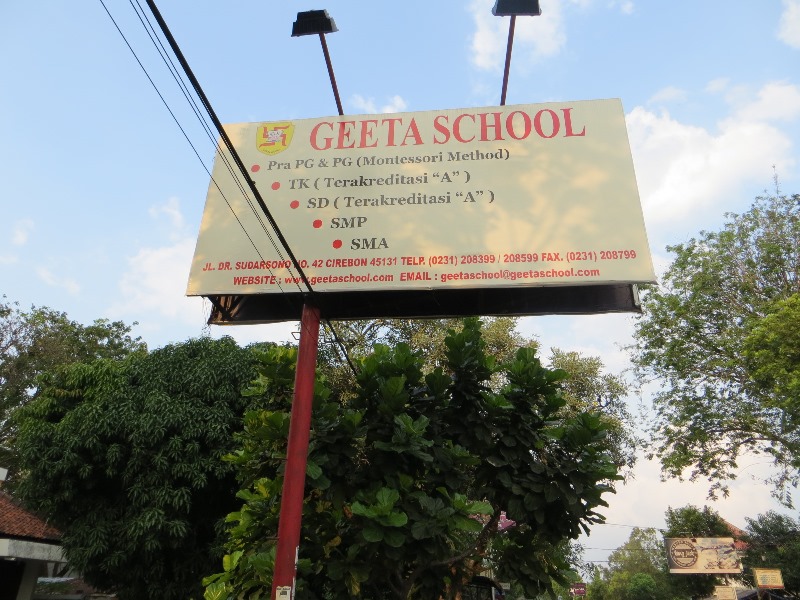 GEETA SCHOOL
Pra PG & PG (Montessori Method)
TK ( Terakreditasi “A” )
SD ( Terakreditasi “A” )
SMP
SMA
JL. DR. SUDARSONO NO. 42 CIREBON 45131 TELP. (0231) 208399 / 208599 FAX. (0231) 208799
WEBSITE : www.geetaschool.com EMAIL : geetaschool@geetaschool.com